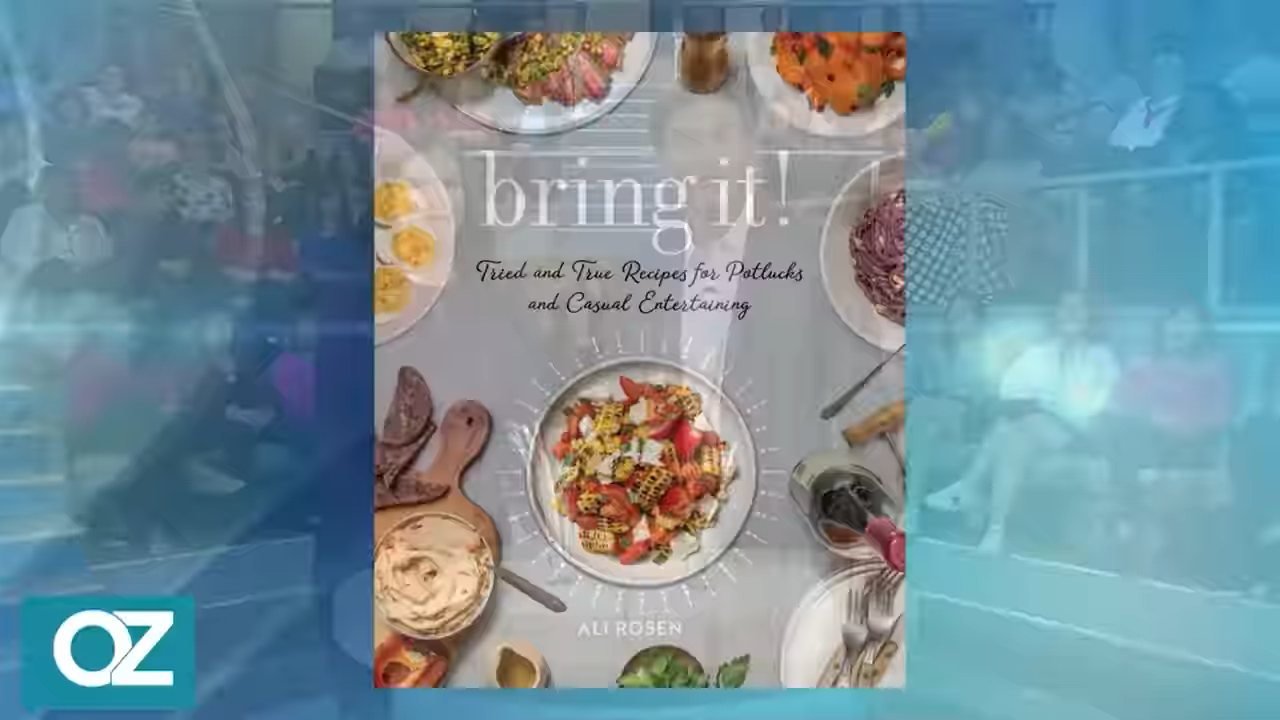 bring it!
Tried and True Recipes for Potlucks
and Casual Entertaining
ALI ROSEN
OZ